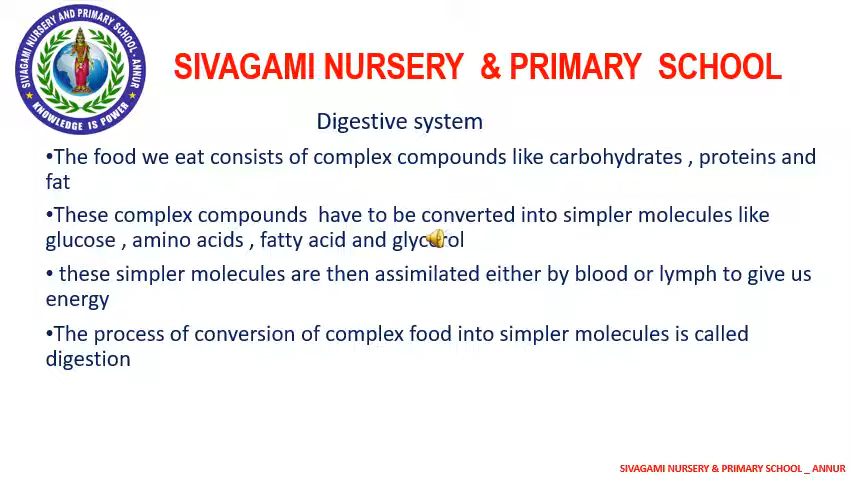 SIVAGAMI NURSERY AND PRIMARY SCHOOL - ANNUR
KNOWLEDGE IS POWER
SIVAGAMI NURSERY & PRIMARY SCHOOL
Digestive system
•The food we eat consists of complex compounds like carbohydrates , proteins and
fat
•These complex compounds have to be converted into simpler molecules like
glucose , amino acids , fatty acid and glycerol
• these simpler molecules are then assimilated either by blood or lymph to give us
energy
•The process of conversion of complex food into simpler molecules is called
digestion
SIVAGAMI NURSERY & PRIMARY SCHOOL _ ANNUR